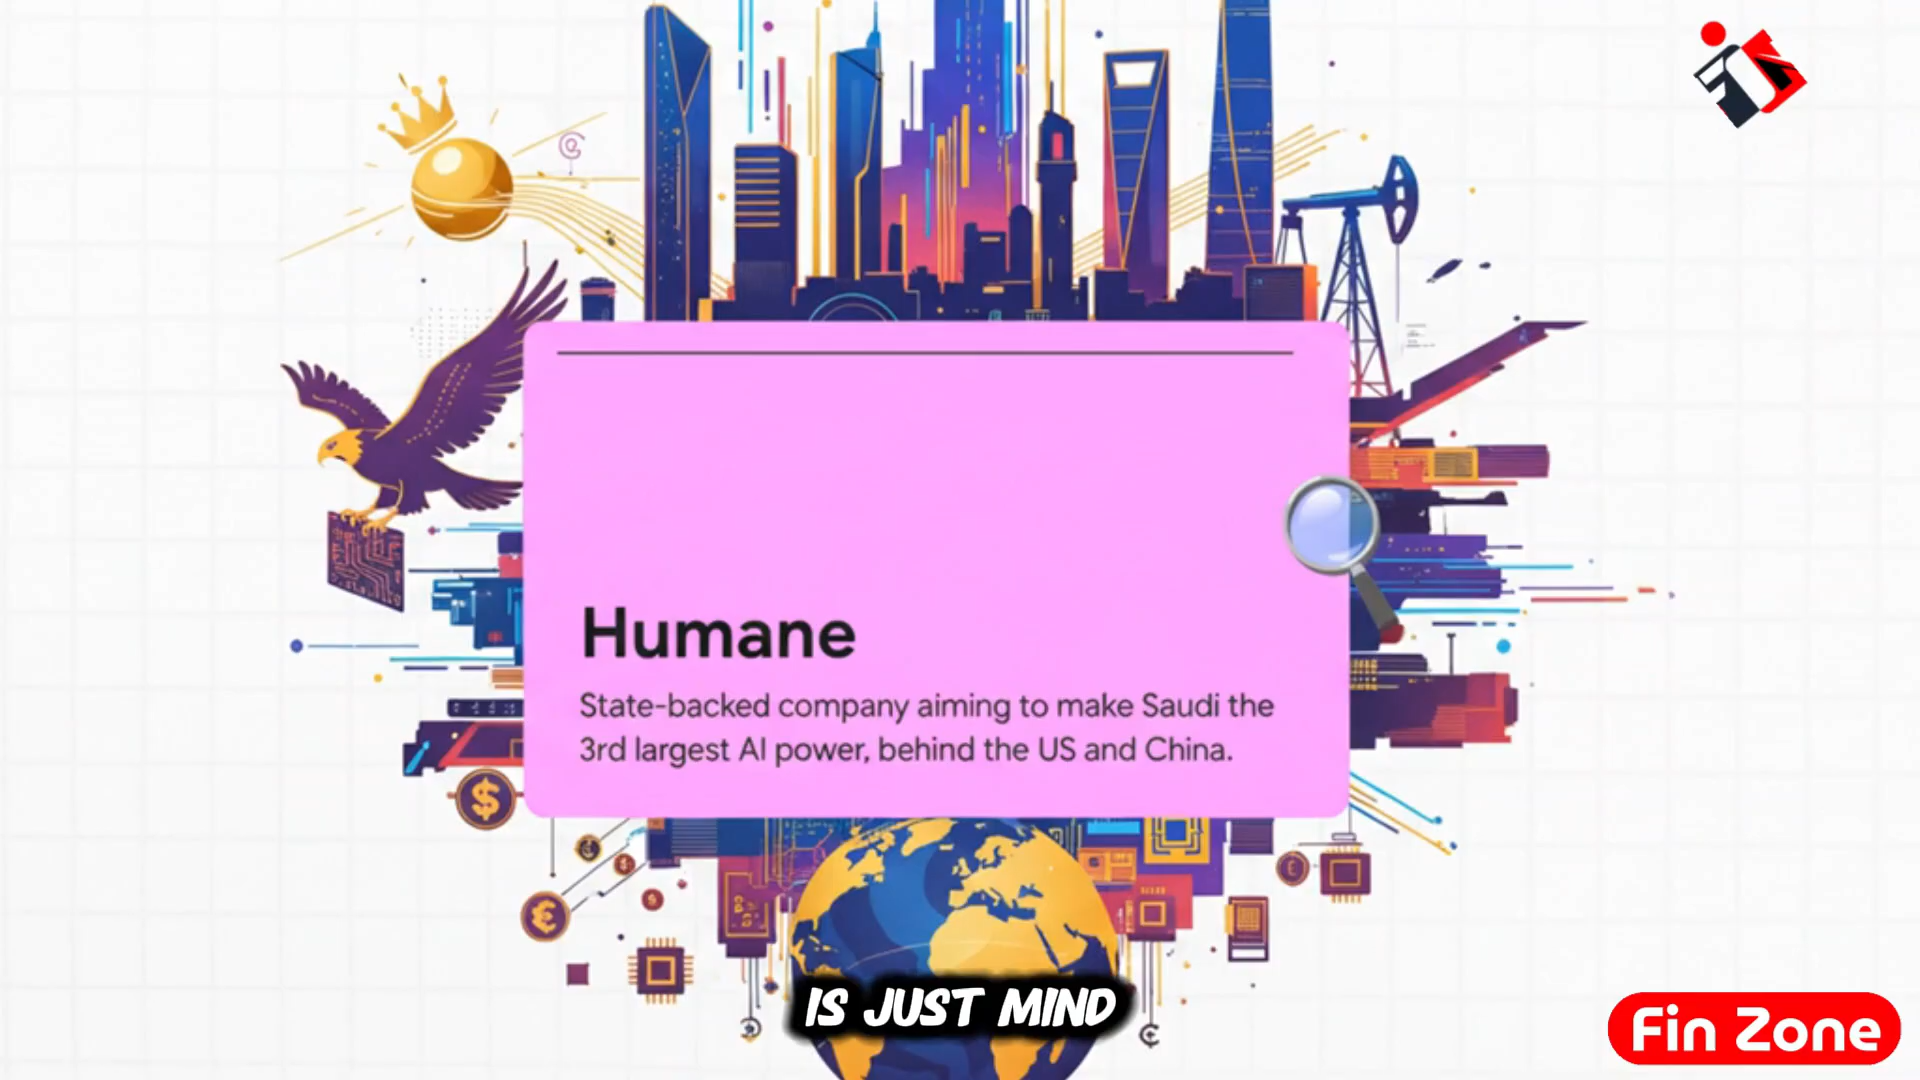 Humane
State-backed company aiming to make Saudi the
3rd largest AI power, behind the US and China.
IS JUST MIND
Fin Zone